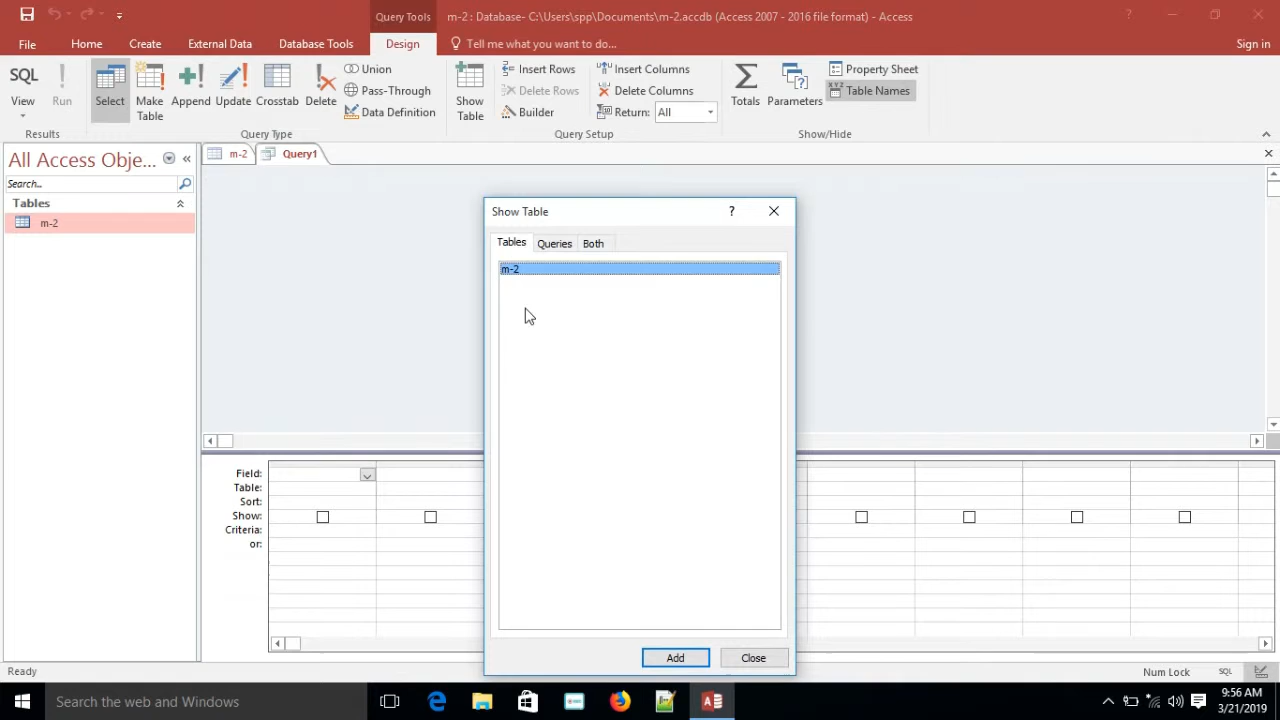 Query Tools
m-2 : Database- C:\Users\spp\Documents\m-2.accdb (Access 2007 - 2016 file format) - Access
File Home Create External Data Database Tools Design Tell me what you want to do... Sign in
SQL View
Run
Results
Select
Make Table
Append
Update
Crosstab
Delete
Union
Pass-Through
Data Definition
Query Type
Show Table
Insert Rows
Delete Rows
Builder
Insert Columns
Delete Columns
Return: All
Query Setup
Totals
Parameters
Property Sheet
XYZ Table Names
Show/Hide
All Access Obje...
Search...
Tables
m-2
m-2 Query1
Show Table
?
Tables Queries Both
m-2
Add Close
Field:
Table:
Sort:
Show:
Criteria:
or:
Ready
Num Lock SQL
Search the web and Windows
9:56 AM
3/21/2019